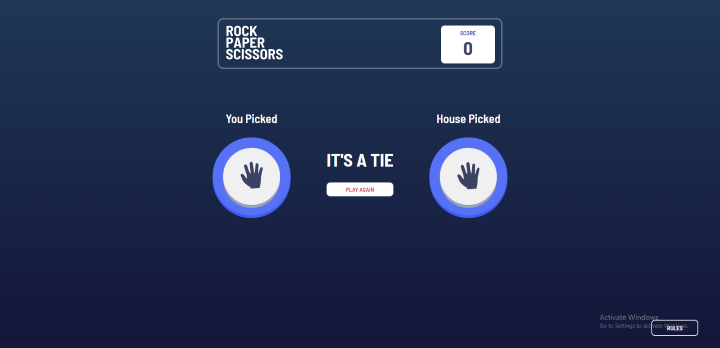 ROCK
PAPER
SCISSORS
SCORE
0
You Picked
House Picked
IT'S A TIE
PLAY AGAIN
Activate Windows
Go to Settings to activate Windows.
RULES